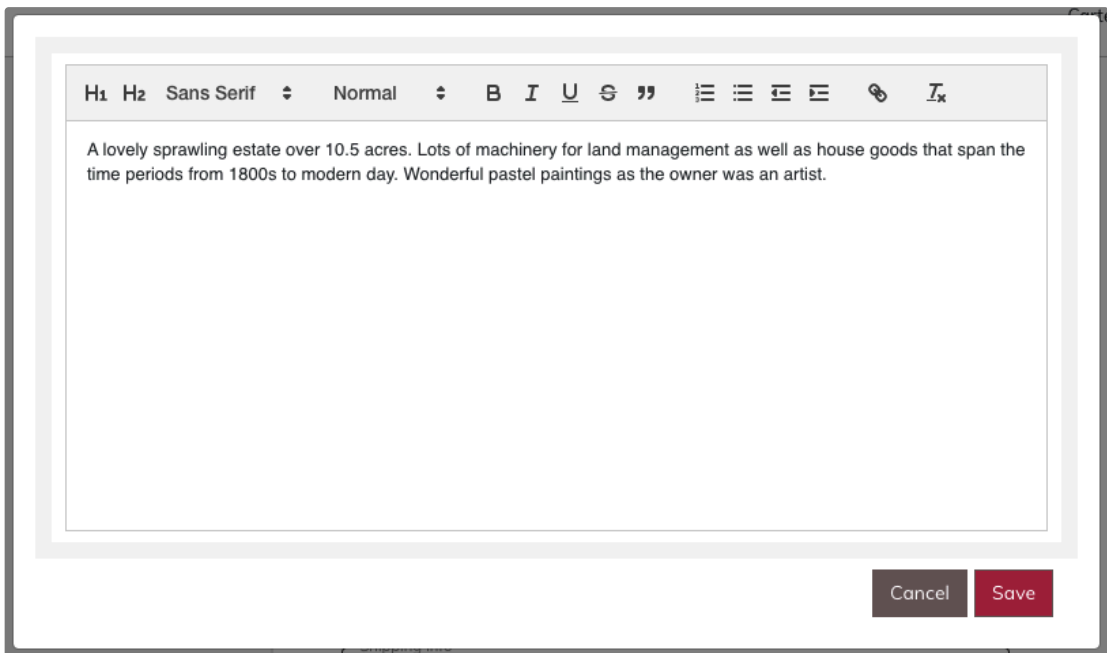 H1 H2 Sans Serif Normal B I U S
A lovely sprawling estate over 10.5 acres. Lots of machinery for land management as well as house goods that span the
time periods from 1800s to modern day. Wonderful pastel paintings as the owner was an artist.
Cancel Save